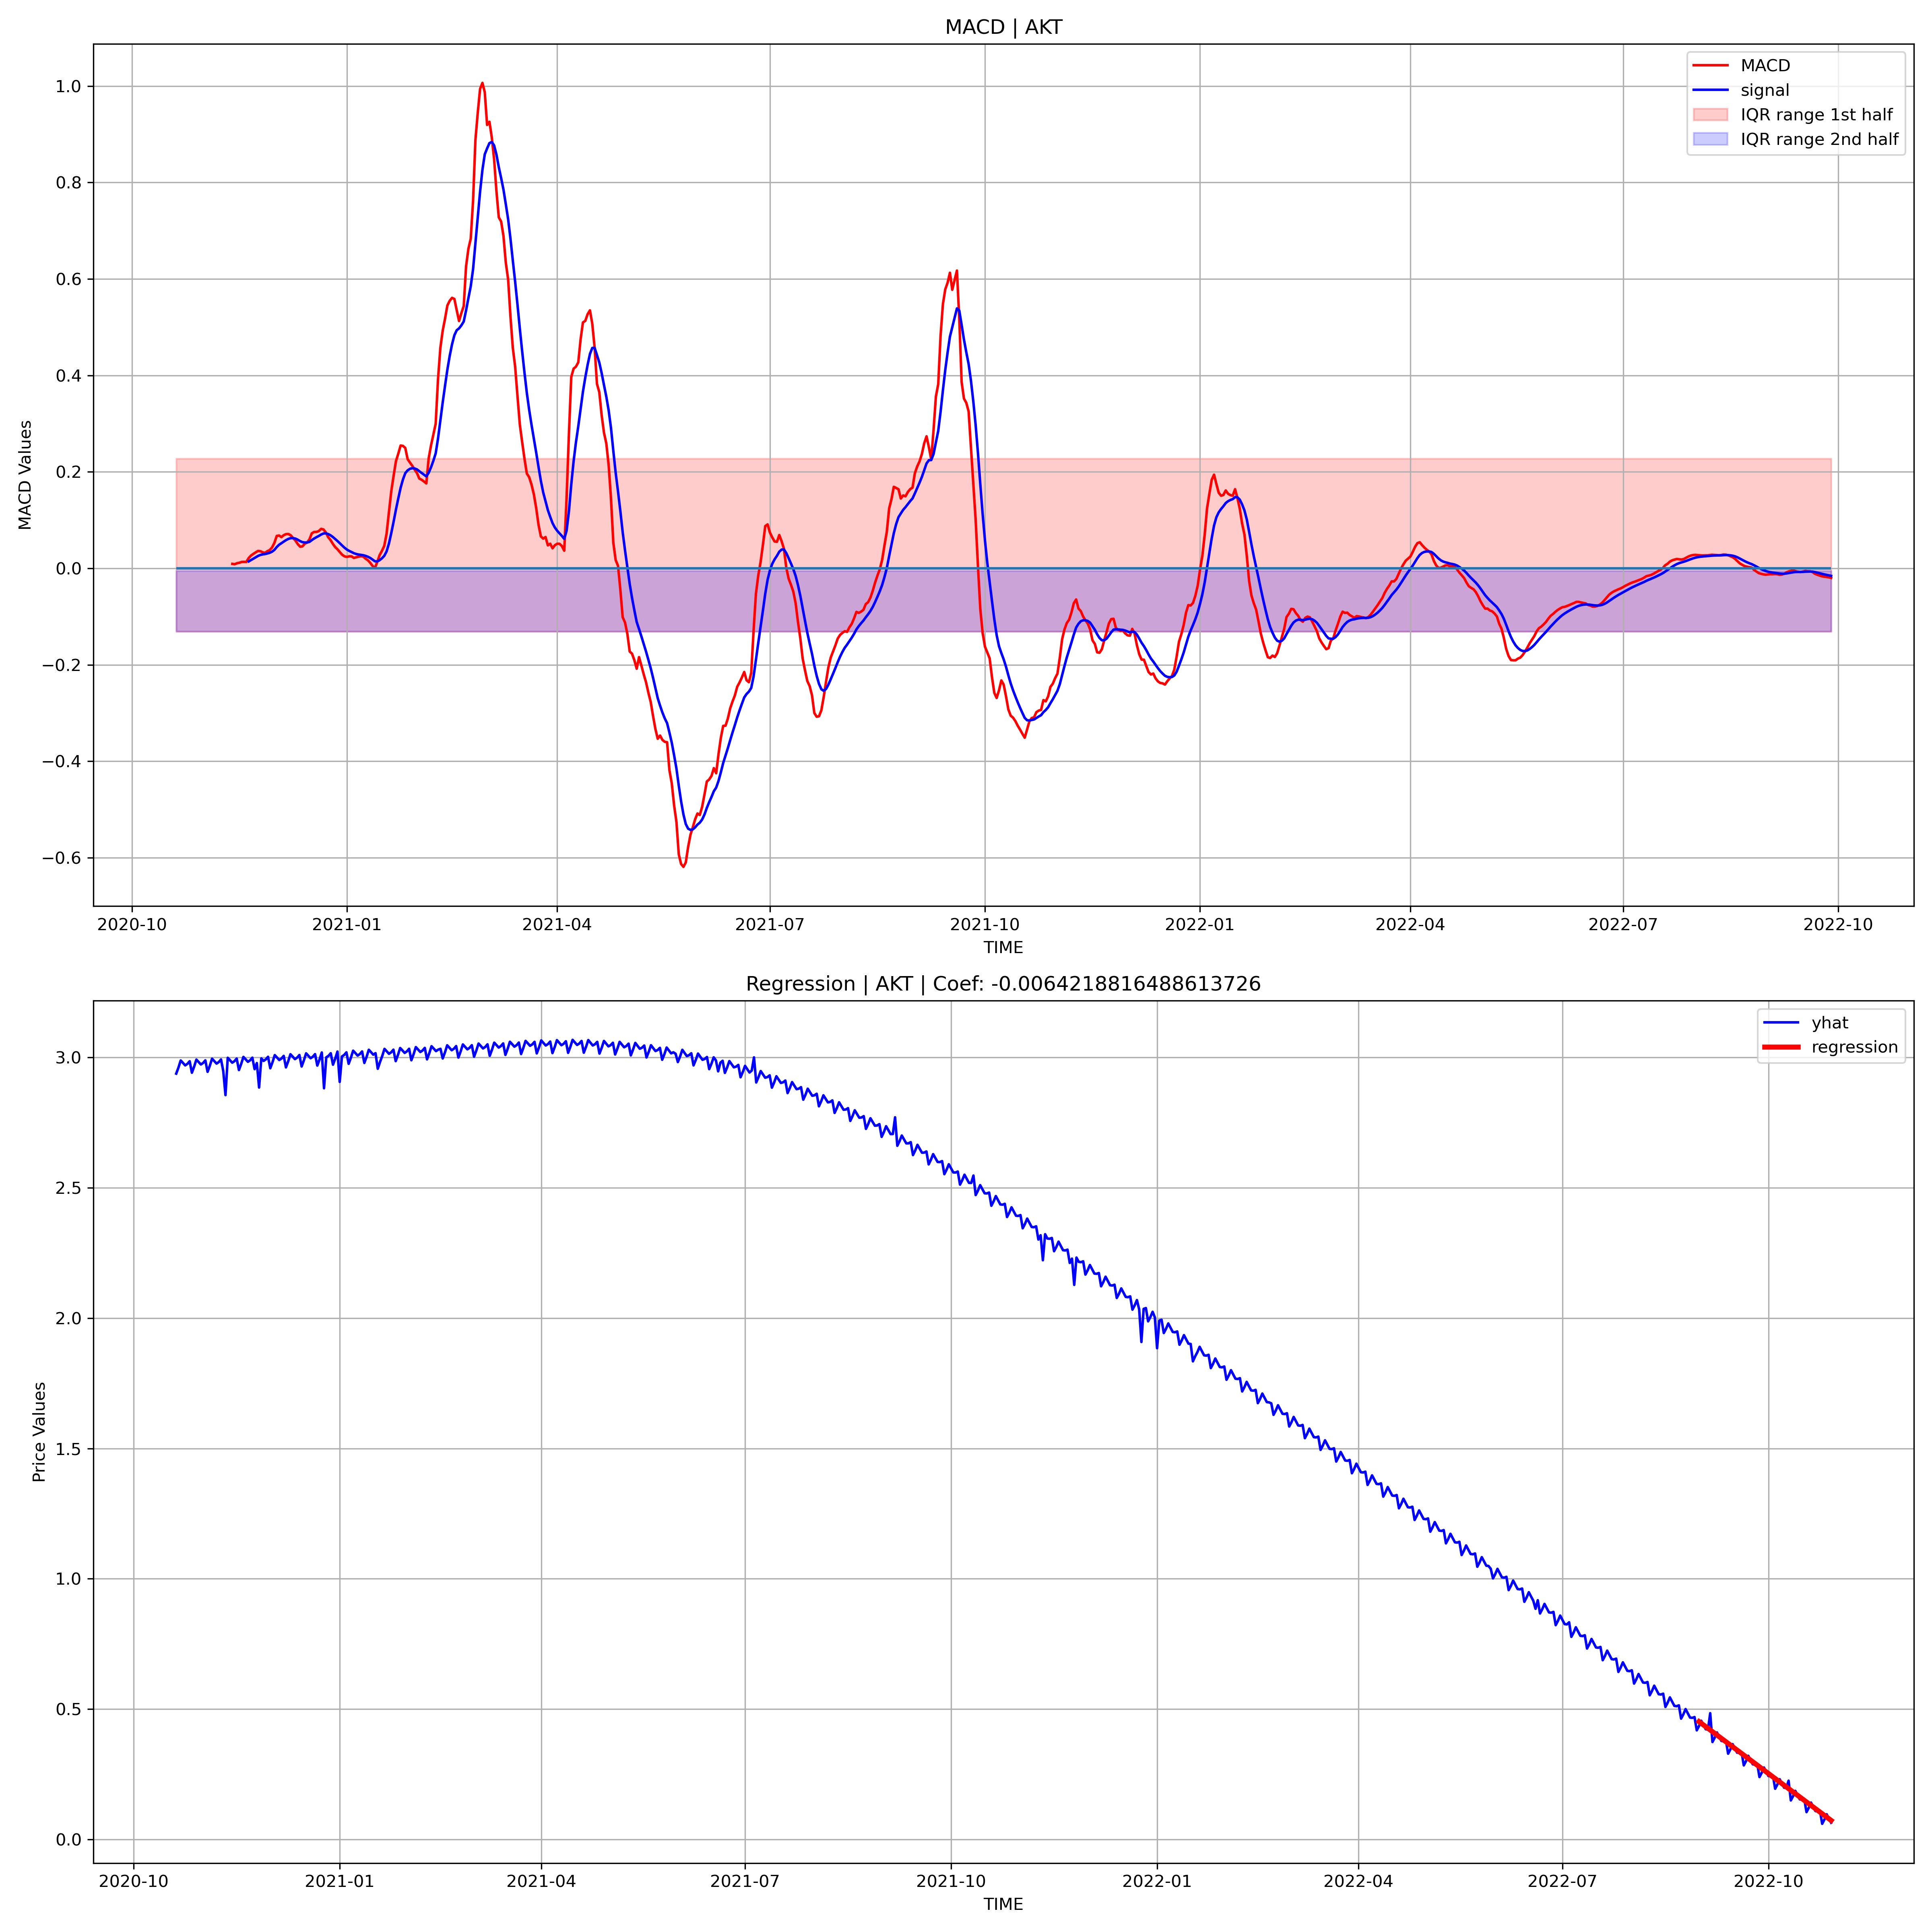 MACD | AKT
MACD
signal
IQR range 1st half
IQR range 2nd half
MACD Values
1.0
0.8
0.6
0.4
0.2
0.0
−0.2
−0.4
−0.6
2020-10 2021-01 2021-04 2021-07 2021-10 2022-01 2022-04 2022-07 2022-10
TIME
Regression | AKT | Coef: -0.0064218816488613726
yhat
regression
Price Values
3.0
2.5
2.0
1.5
1.0
0.5
0.0
2020-10 2021-01 2021-04 2021-07 2021-10 2022-01 2022-04 2022-07 2022-10
TIME